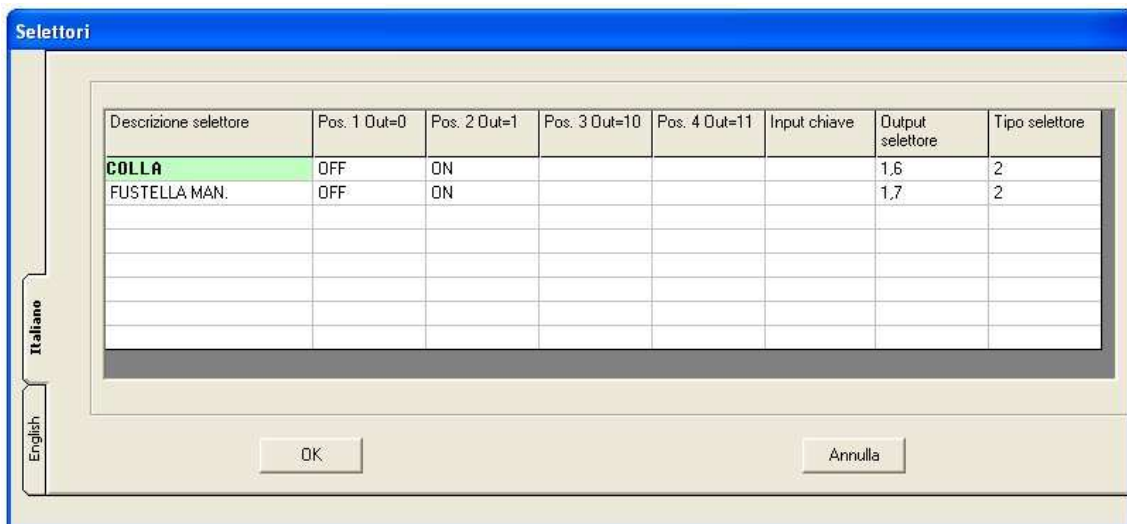 Selettori
Descrizione selettore Pos. 1 Out=0 Pos. 2 Out=1 Pos. 3 Out=10 Pos. 4 Out=11 Input chiave Output selettore Tipo selettore
COLLA OFF ON 1,6 2
FUSTELLA MAN. OFF ON 1,7 2
Italiano
English
OK Annulla